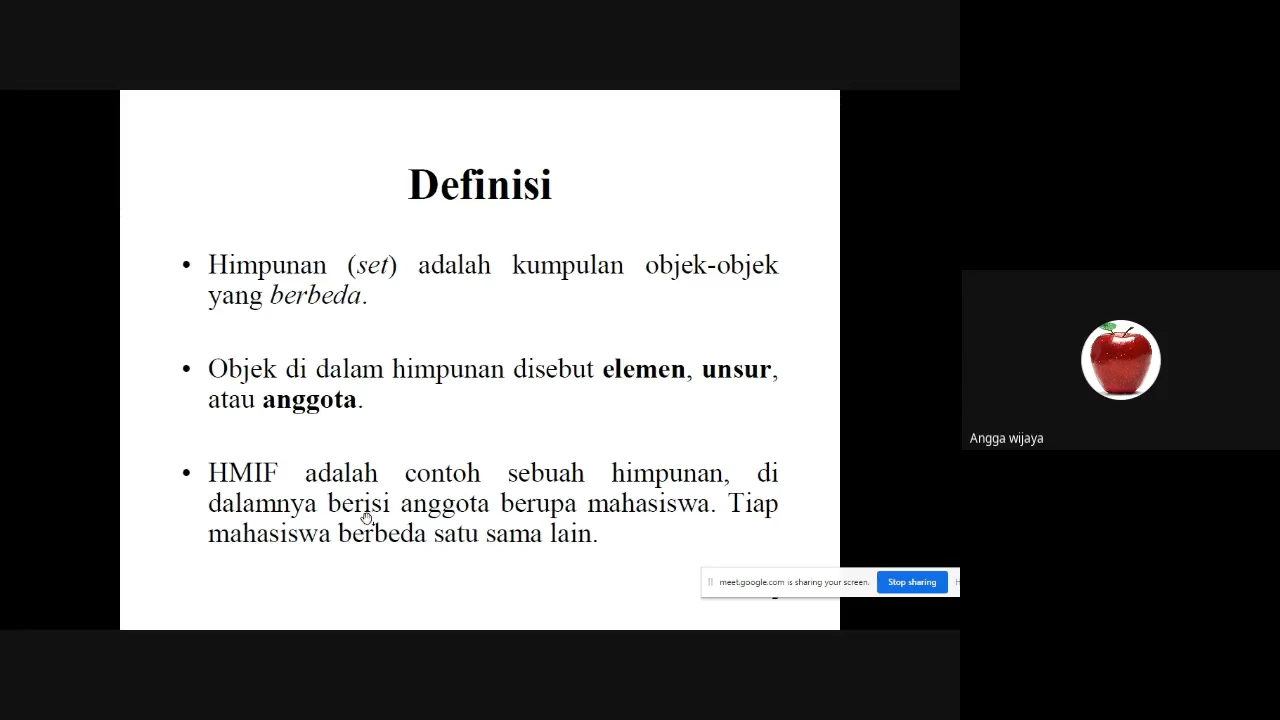 Definisi
• Himpunan (set) adalah kumpulan objek-objek
yang berbeda.
• Objek di dalam himpunan disebut elemen, unsur,
atau anggota.
• HMIF adalah contoh sebuah himpunan, di
dalamnya berisi anggota berupa mahasiswa. Tiap
mahasiswa berbeda satu sama lain.
meet.google.com is sharing your screen.
Stop sharing
Angga wijaya